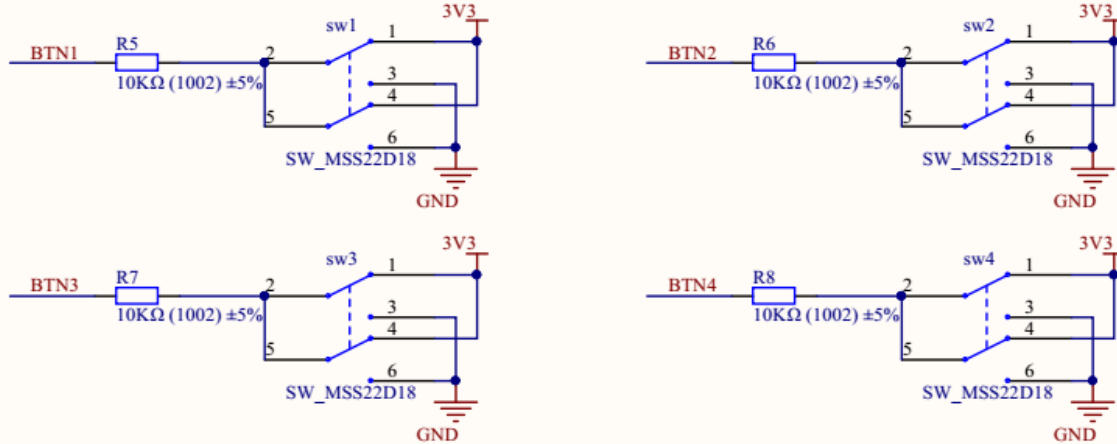 sw1
3V3
BTN1
R5
2
1
10KΩ (1002) ±5%
3
4
5
6
SW_MSS22D18
GND
sw2
3V3
BTN2
R6
2
1
10KΩ (1002) ±5%
3
4
5
6
SW_MSS22D18
GND
sw3
3V3
BTN3
R7
2
1
10KΩ (1002) ±5%
3
4
5
6
SW_MSS22D18
GND
sw4
3V3
BTN4
R8
2
1
10KΩ (1002) ±5%
3
4
5
6
SW_MSS22D18
GND